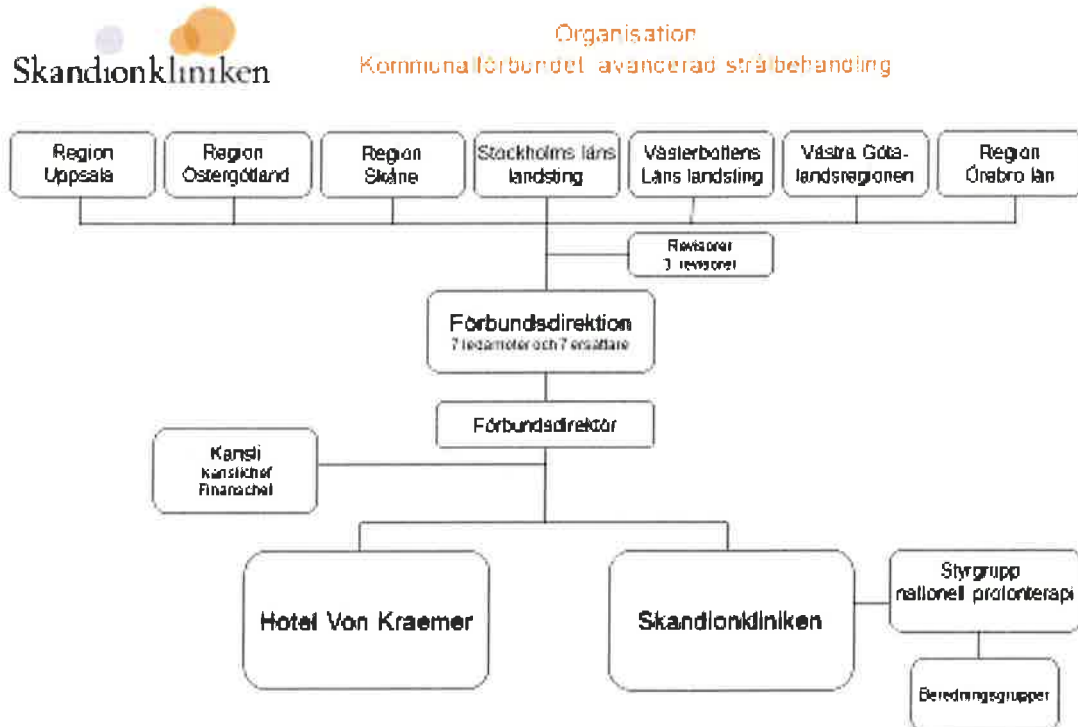 Skandionkliniken
Organisation
Kommunalförbundet avancerad strålbehandling
Region
Uppsala
Region
Östergötland
Region
Skåne
Stockholms läns
landsting
Västerbottens
Läns landsting
Västra Göta-
landsregionen
Region
Örebro län
Revisorer
3 revisorer
Förbundsdirektion
7 ledamöter och 7 ersättare
Förbundsdirektör
Kansli
Kanslichef
Finanschef
Hotel Von Kraemer
Skandionkliniken
Styrgrupp
nationell protonterapi
Beredningsgrupper